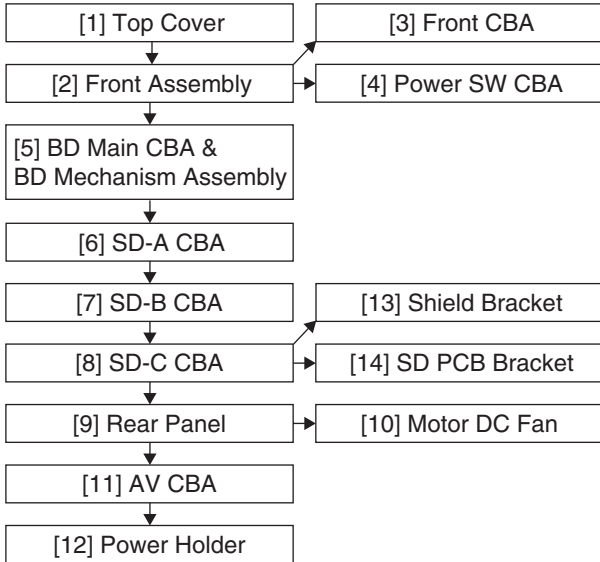 [1] Top Cover
[3] Front CBA
[2] Front Assembly
[4] Power SW CBA
[5] BD Main CBA &
BD Mechanism Assembly
[6] SD-A CBA
[7] SD-B CBA
[13] Shield Bracket
[8] SD-C CBA
[14] SD PCB Bracket
[9] Rear Panel
[10] Motor DC Fan
[11] AV CBA
[12] Power Holder